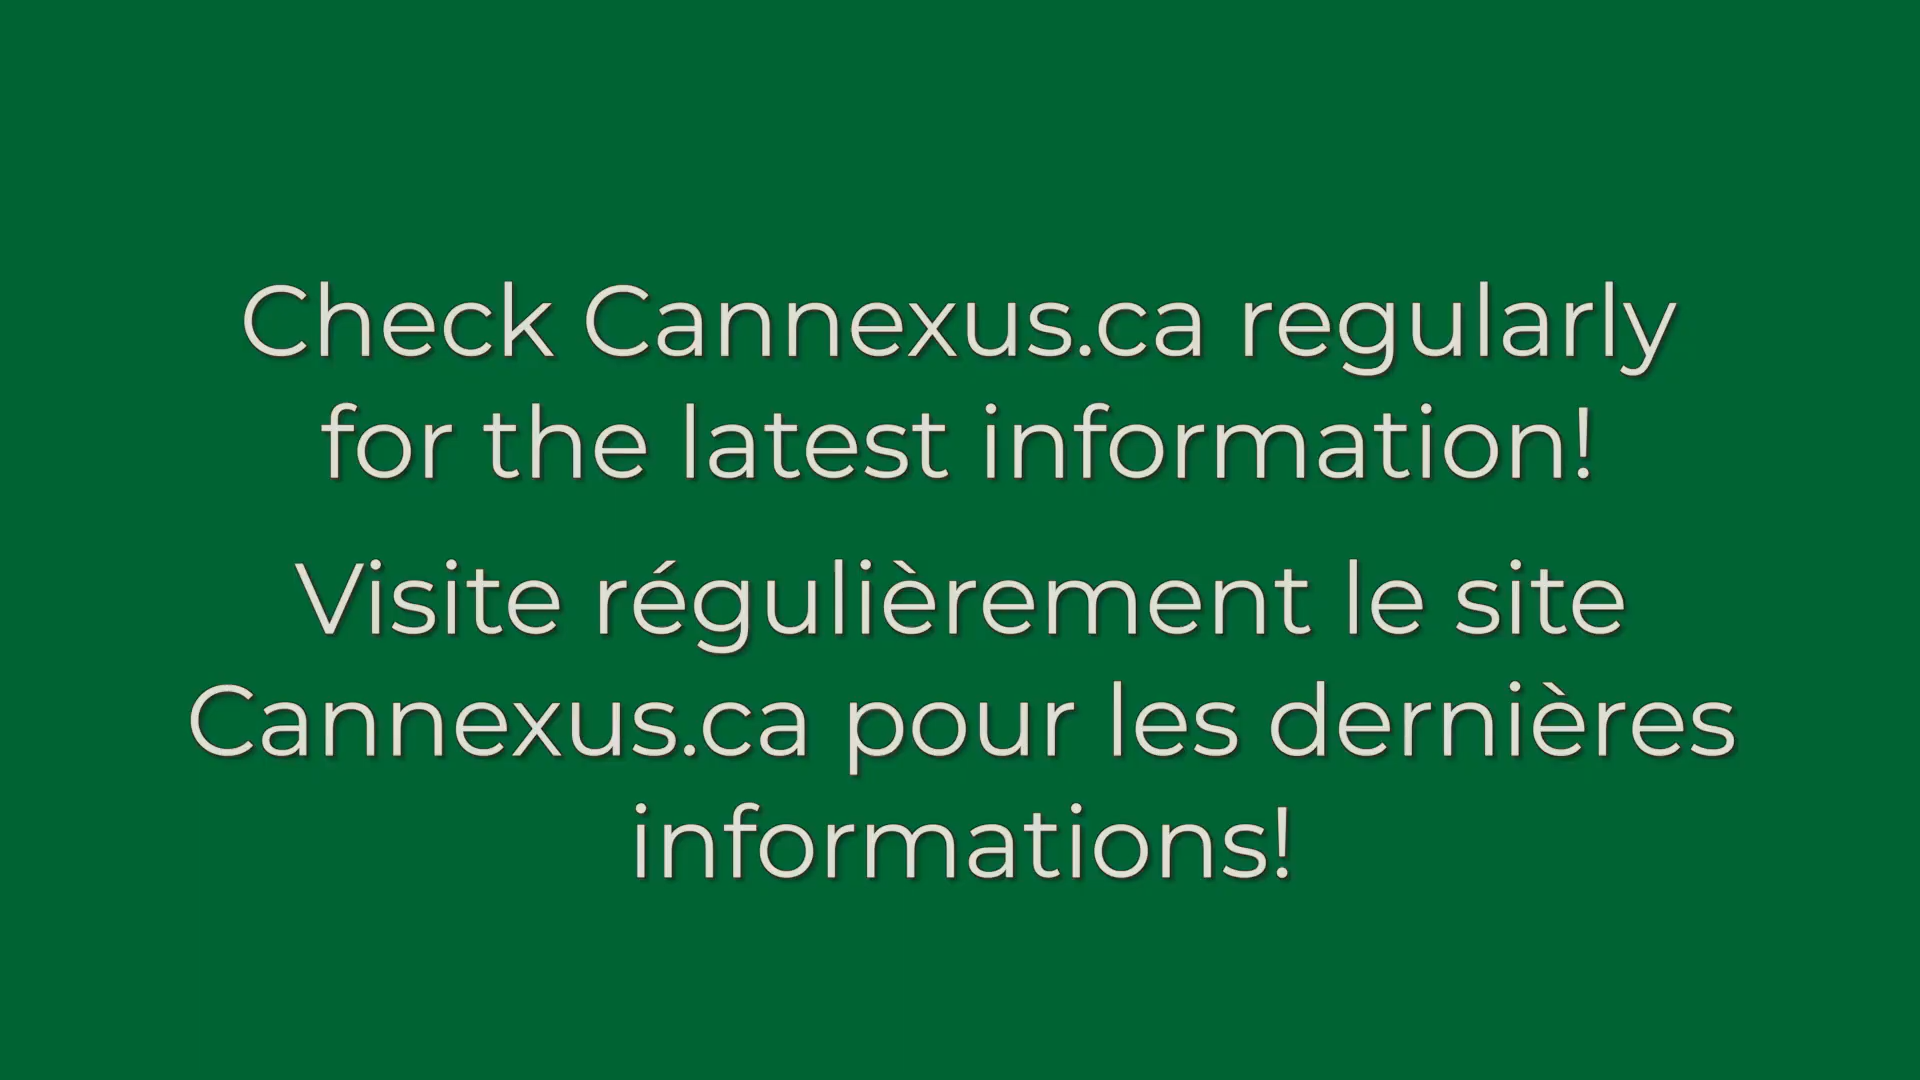 Check Cannexus.ca regularly
for the latest information!
Visite régulièrement le site
Cannexus.ca pour les dernières
informations!